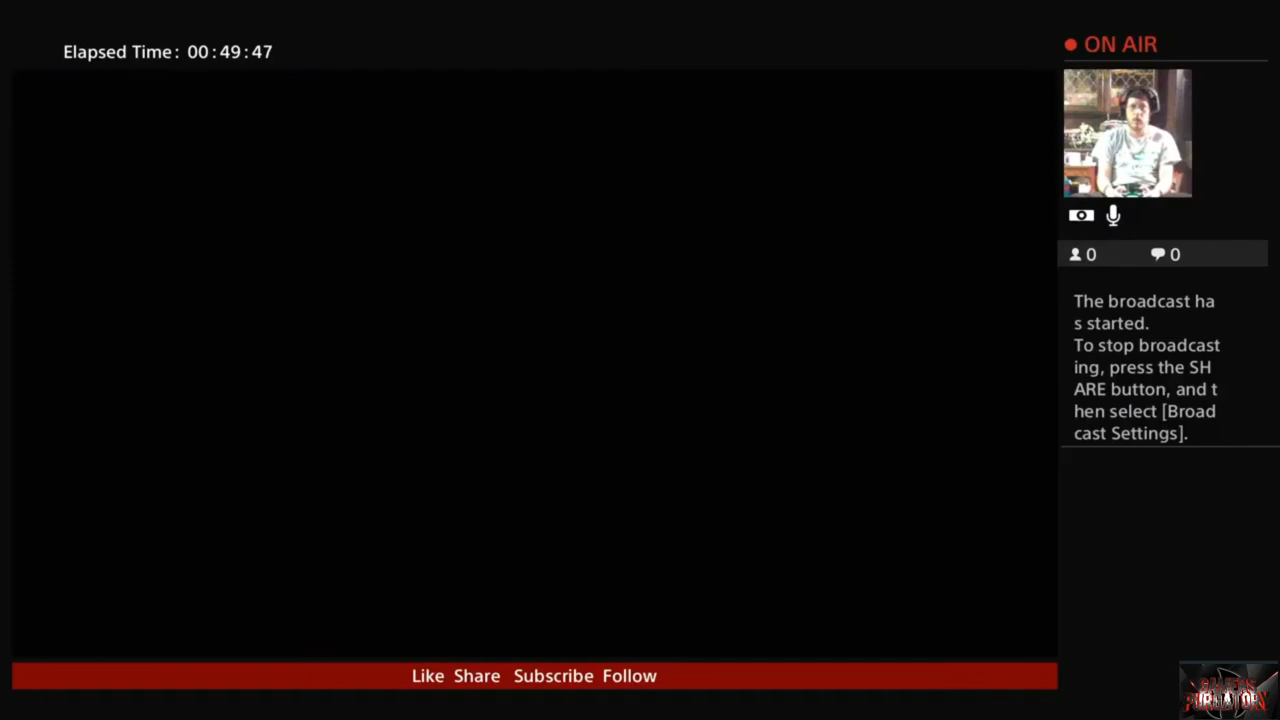 Elapsed Time: 00:49:47
ON AIR
0
0
The broadcast ha
s started.
To stop broadcast
ing, press the SH
ARE button, and t
hen select [Broad
cast Settings].
Like Share Subscribe Follow